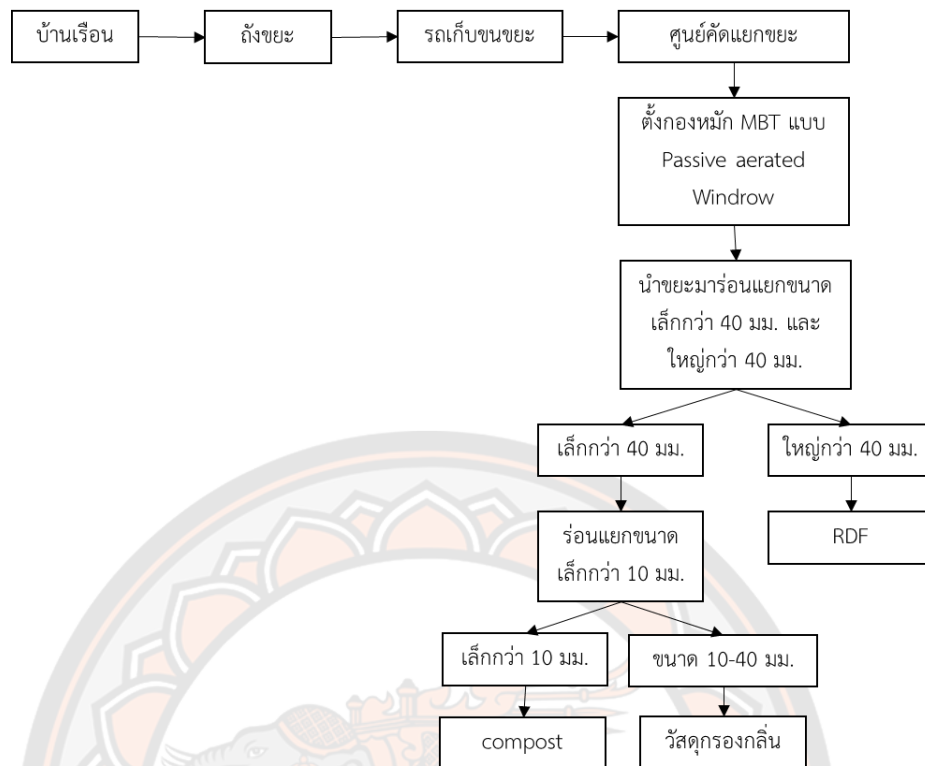 บ้านเรือน
ถังขยะ
รถเก็บขนขยะ
ศูนย์คัดแยกขยะ
ตั้งกองหมัก MBT แบบ
Passive aerated
Windrow
นำขยะมาร่อนแยกขนาด
เล็กกว่า 40 มม. และ
ใหญ่กว่า 40 มม.
เล็กกว่า 40 มม.
ใหญ่กว่า 40 มม.
ร่อนแยกขนาด
เล็กกว่า 10 มม.
RDF
เล็กกว่า 10 มม.
ขนาด 10-40 มม.
compost
วัสดุกรองกลิ่น